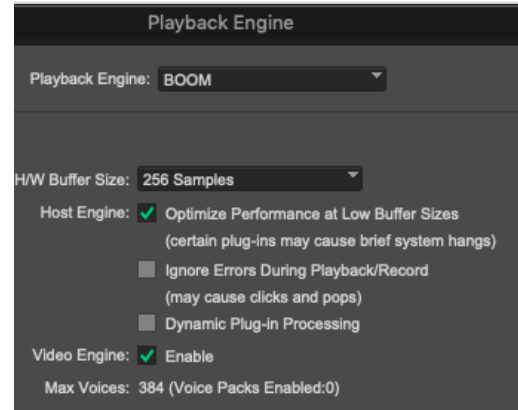 Playback Engine
Playback Engine: BOOM
H/W Buffer Size: 256 Samples
Host Engine: Optimize Performance at Low Buffer Sizes
(certain plug-ins may cause brief system hangs)
Ignore Errors During Playback/Record
(may cause clicks and pops)
Dynamic Plug-in Processing
Video Engine: Enable
Max Voices: 384 (Voice Packs Enabled:0)